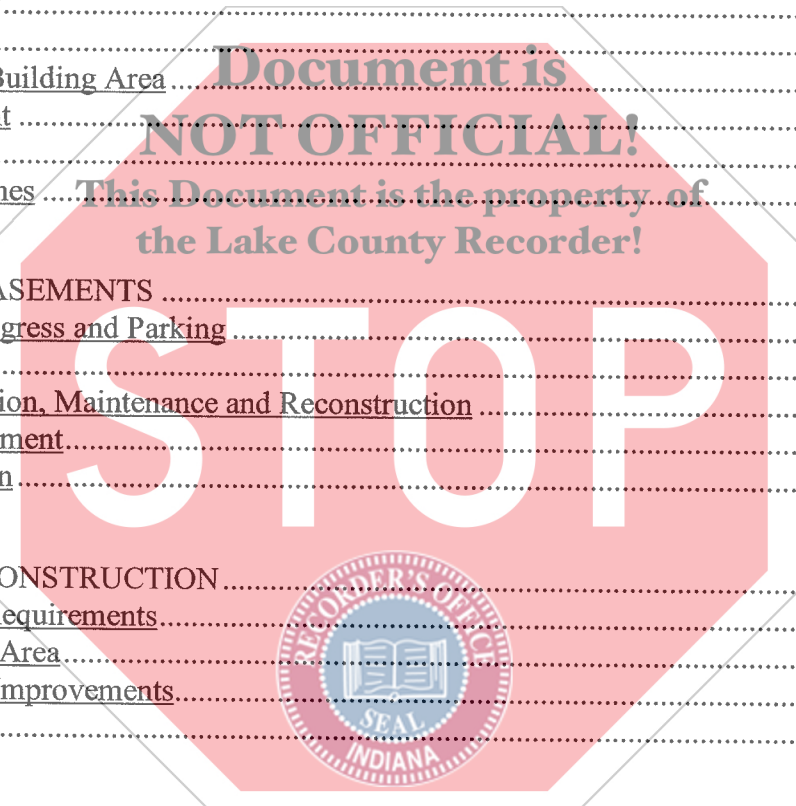 Building Area
Document is
t
NOT OFFICIAL!
nes
This Document is the property of
the Lake County Recorder!
ASEMENTS
gress and Parking
ion, Maintenance and Reconstruction
ment
n
STOP
ONSTRUCTION
equirements
Area
Improvements
RECORDER'S OFFICE
SEAL
INDIANA